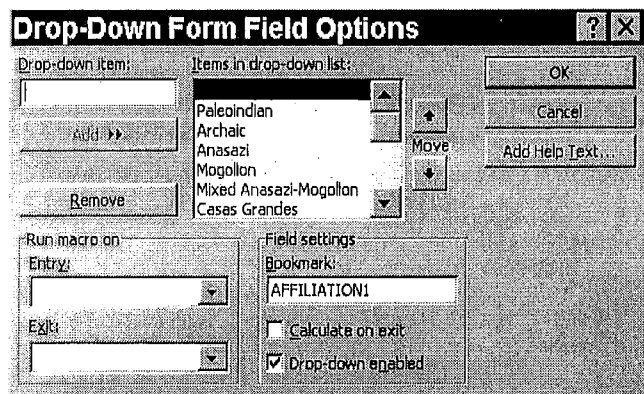 Drop-Down Form Field Options ? X
Drop-down item:
Items in drop-down list:
OK
Paleoindian
Cancel
Add
Archaic
Anasazi
Move
Add Help Text...
Mogollon
Remove
Mixed Anasazi-Mogollon
Casas Grandes
Run macro on
Field settings
Entry:
Bookmark:
AFFILIATION1
Exit:
Calculate on exit
Drop-down enabled